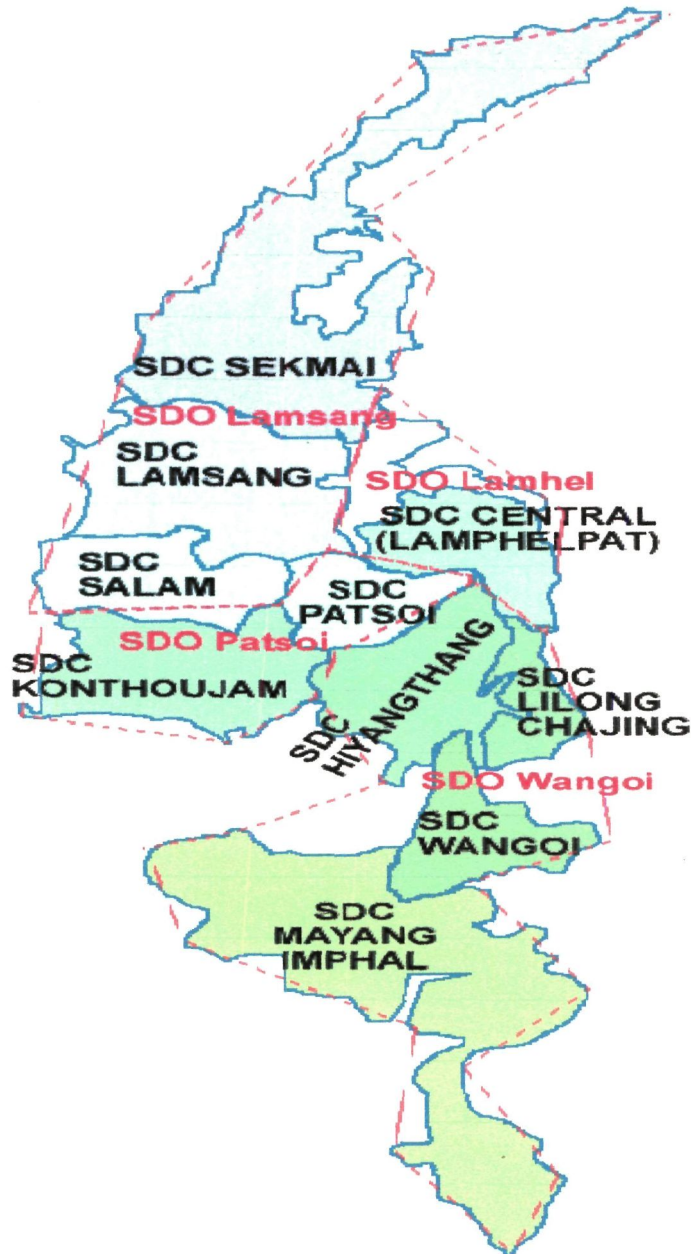 SDC SEKMAI
SDO Lamsang
SDC
LAMSANG
SDO Lamhel
SDC CENTRAL
(LAMPHELPAT)
SDC
SALAM
SDC
PATSOI
SDO Patsoi
SDC
KONTHOUJAM
SDC
HIYANGTHANG
SDC
LILONG
CHAJING
SDO Wangoi
SDC
WANGOI
SDC
MAYANG
IMPHAL